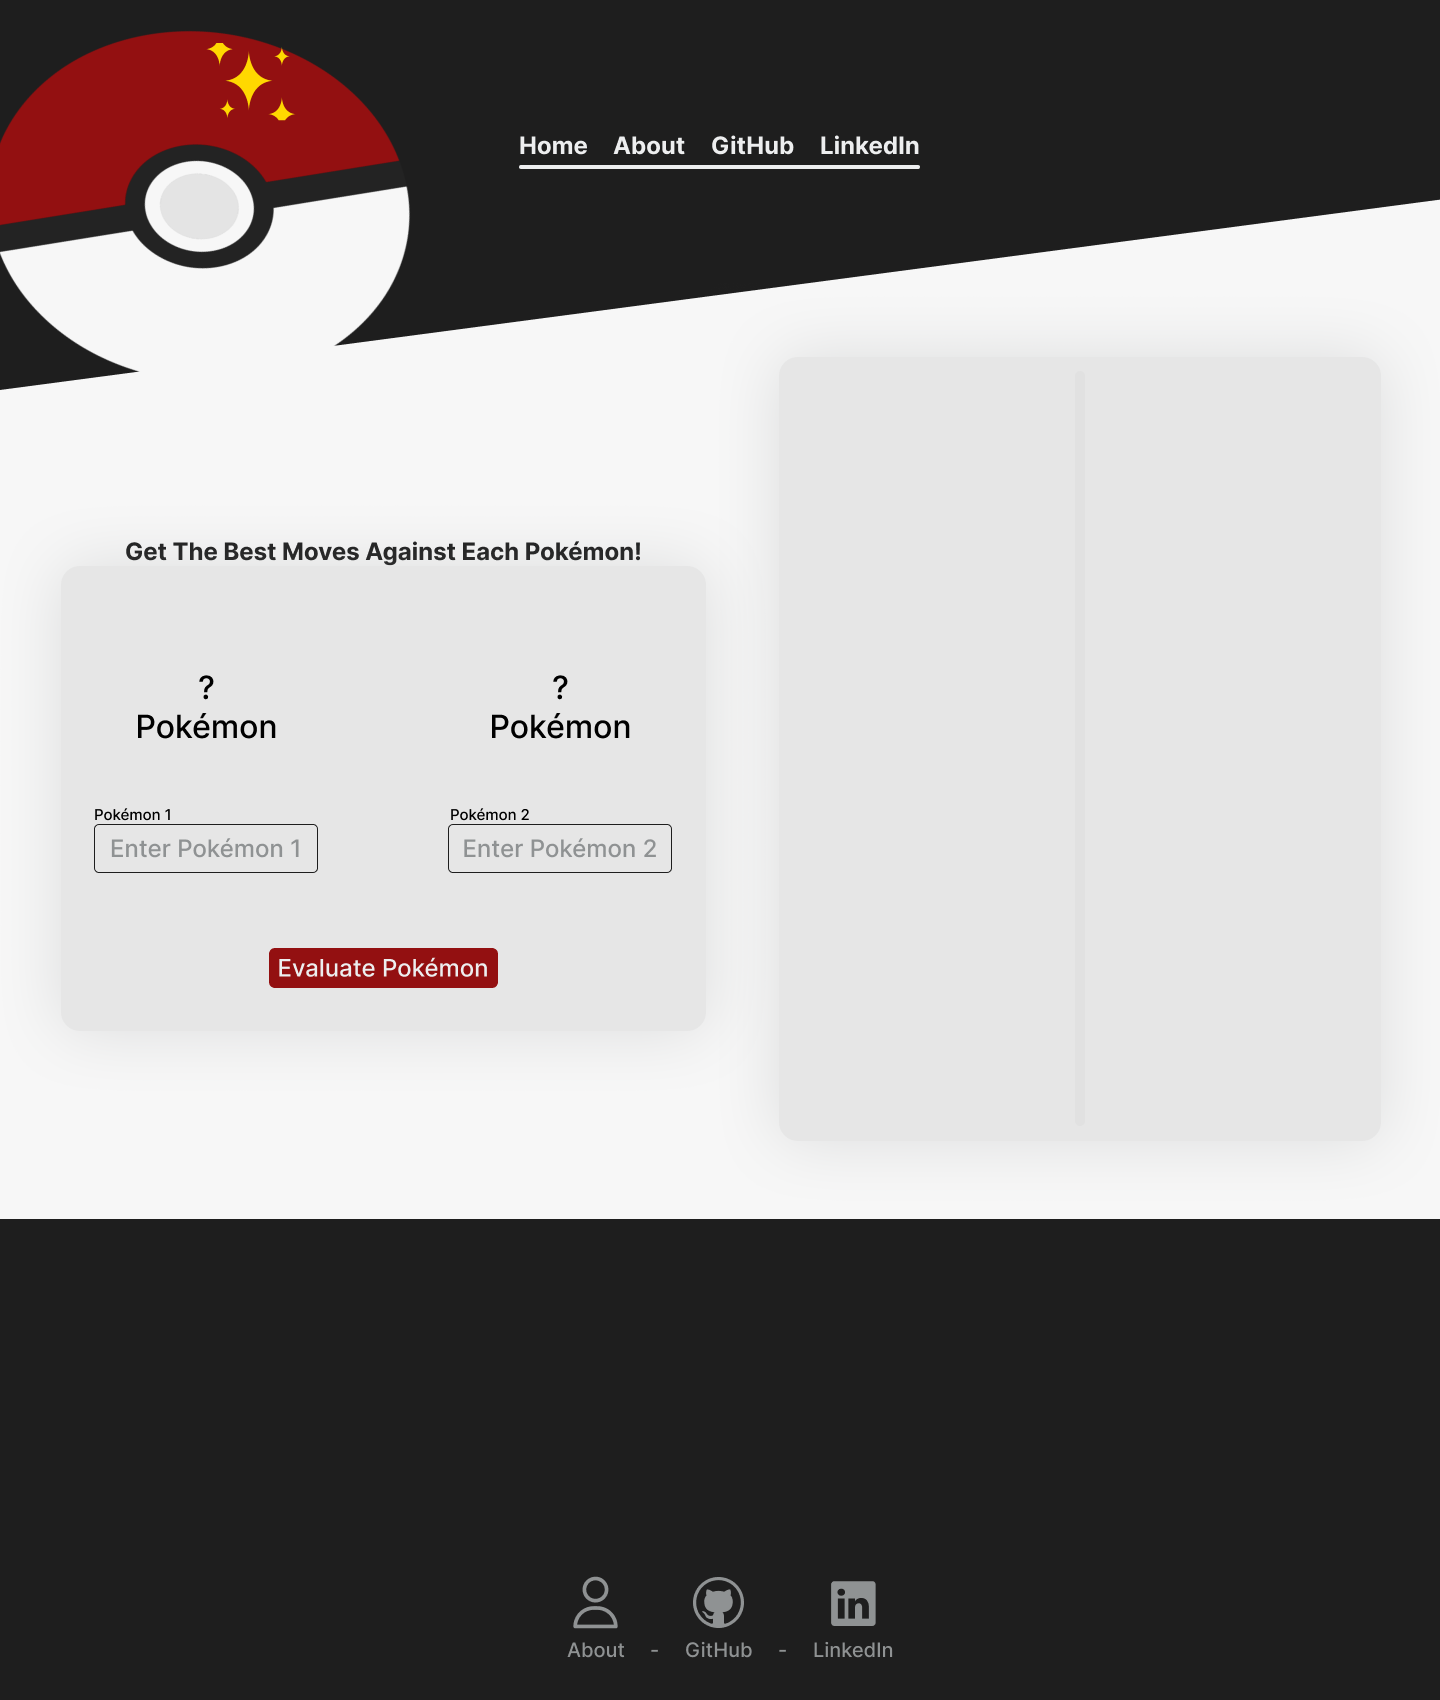 Home About GitHub LinkedIn
Get The Best Moves Against Each Pokémon!
? ?
Pokémon Pokémon
Pokémon 1 Pokémon 2
Enter Pokémon 1 Enter Pokémon 2
Evaluate Pokémon
in
About - GitHub - LinkedIn